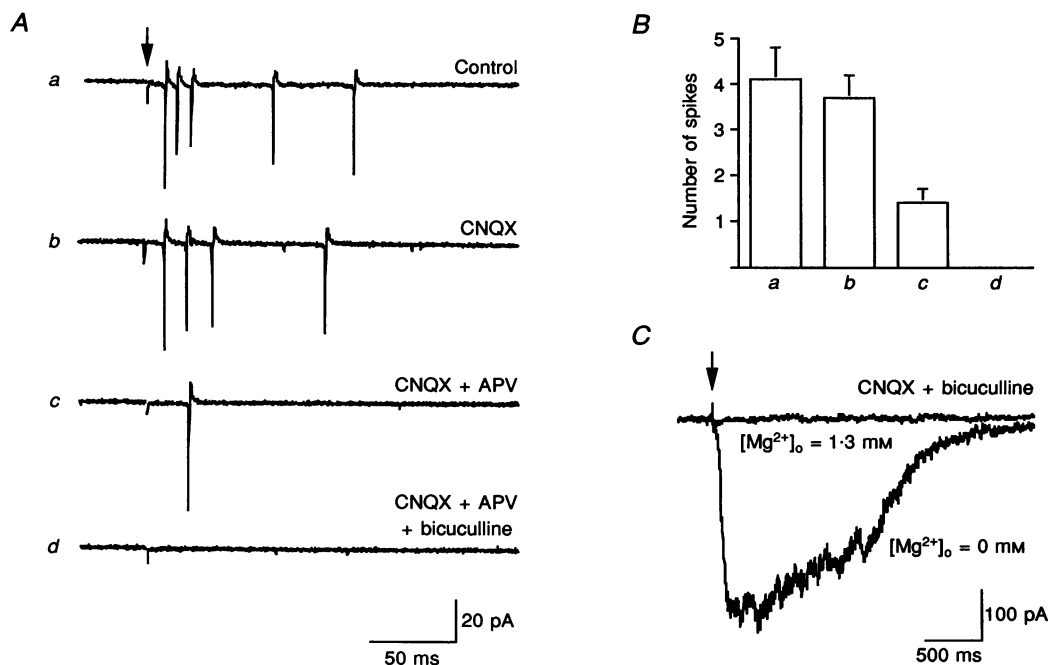 A
a
Control
b
CNQX
c
CNQX + APV
CNQX + APV
+ bicuculline
d
20 pA
50 ms
B
Number of spikes
5
4
3
2
1
a b c d
C
CNQX + bicuculline
[Mg²⁺]ₒ = 1·3 mM
[Mg²⁺]ₒ = 0 mM
100 pA
500 ms